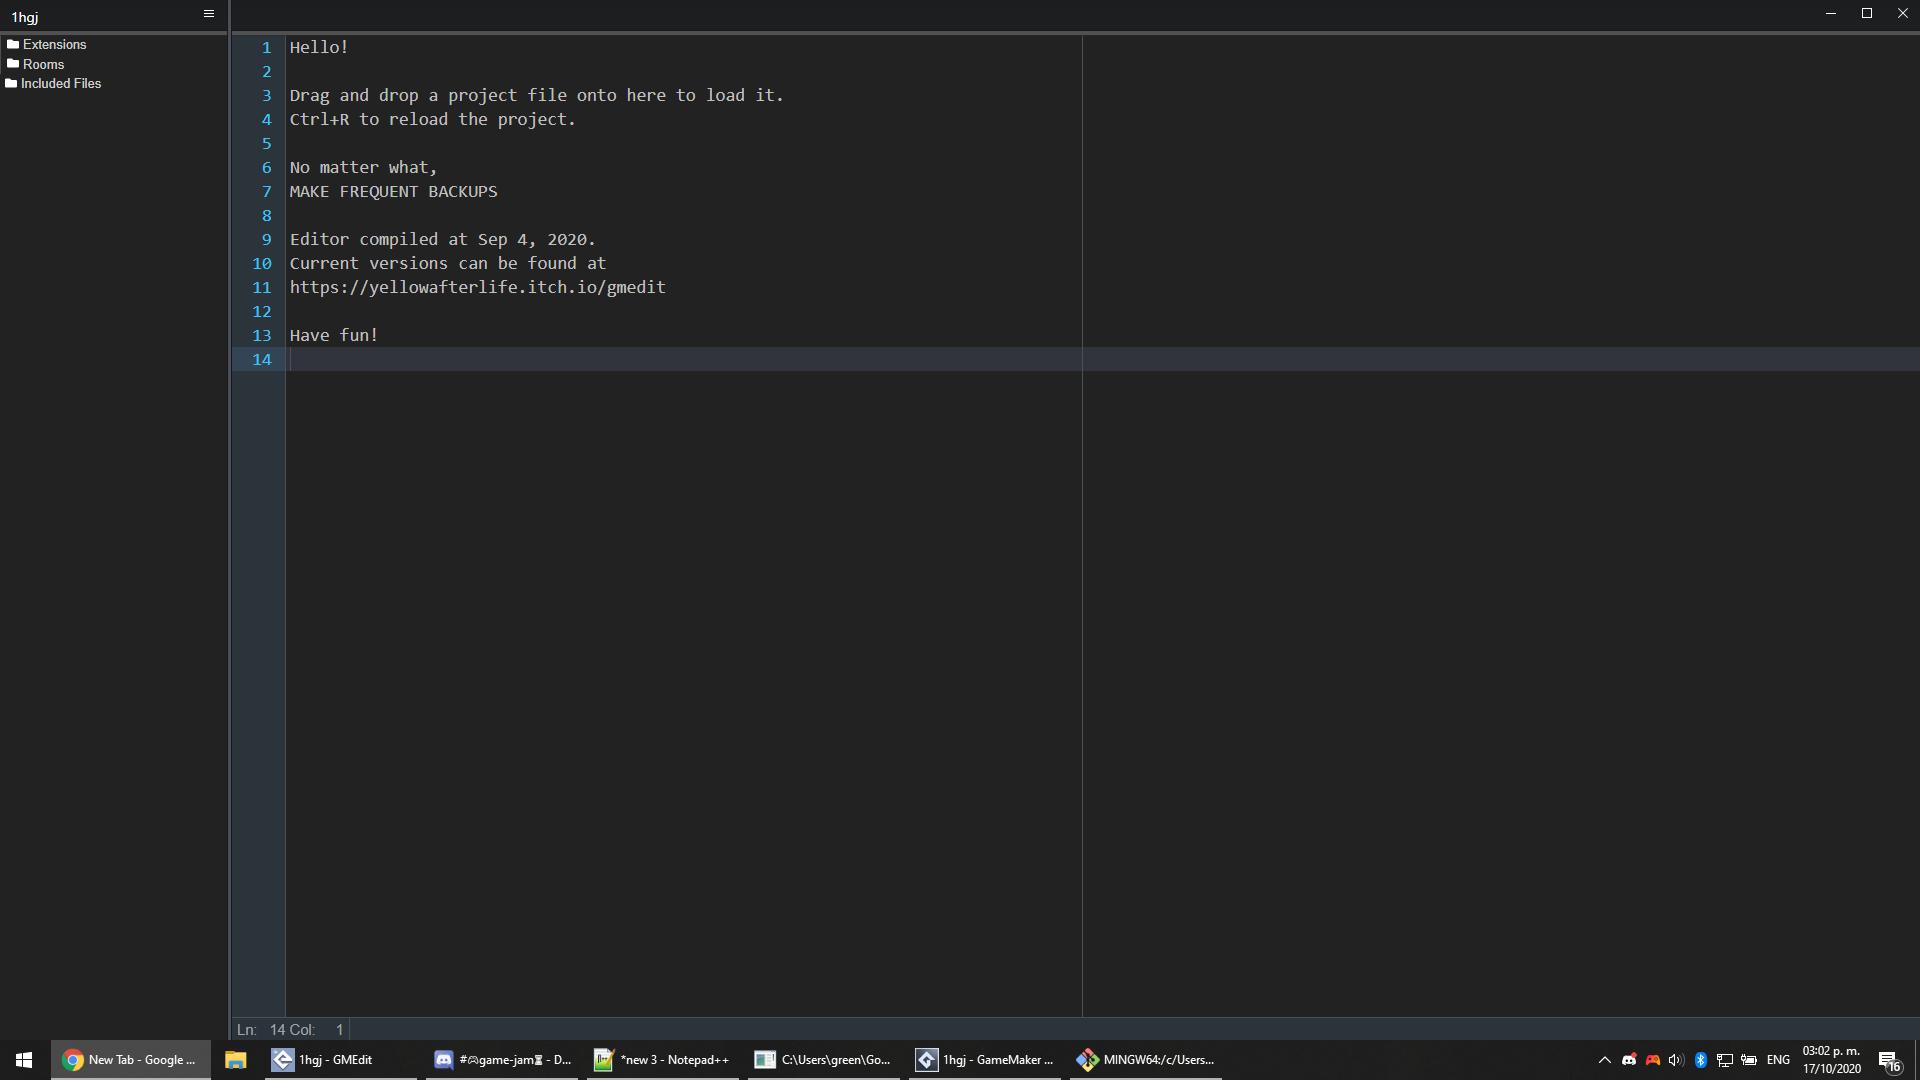 1hgj
Extensions
Rooms
Included Files
1 Hello!
2
3 Drag and drop a project file onto here to load it.
4 Ctrl+R to reload the project.
5
6 No matter what,
7 MAKE FREQUENT BACKUPS
8
9 Editor compiled at Sep 4, 2020.
10 Current versions can be found at
11 https://yellowafterlife.itch.io/gmedit
12
13 Have fun!
14
Ln: 14 Col: 1
New Tab - Google ...
1hgj - GMEdit
#🎮game-jam⏳ - D...
*new 3 - Notepad++
C:\Users\green\Go...
1hgj - GameMaker ...
MINGW64:/c/Users...
ENG
03:02 p. m.
17/10/2020
16